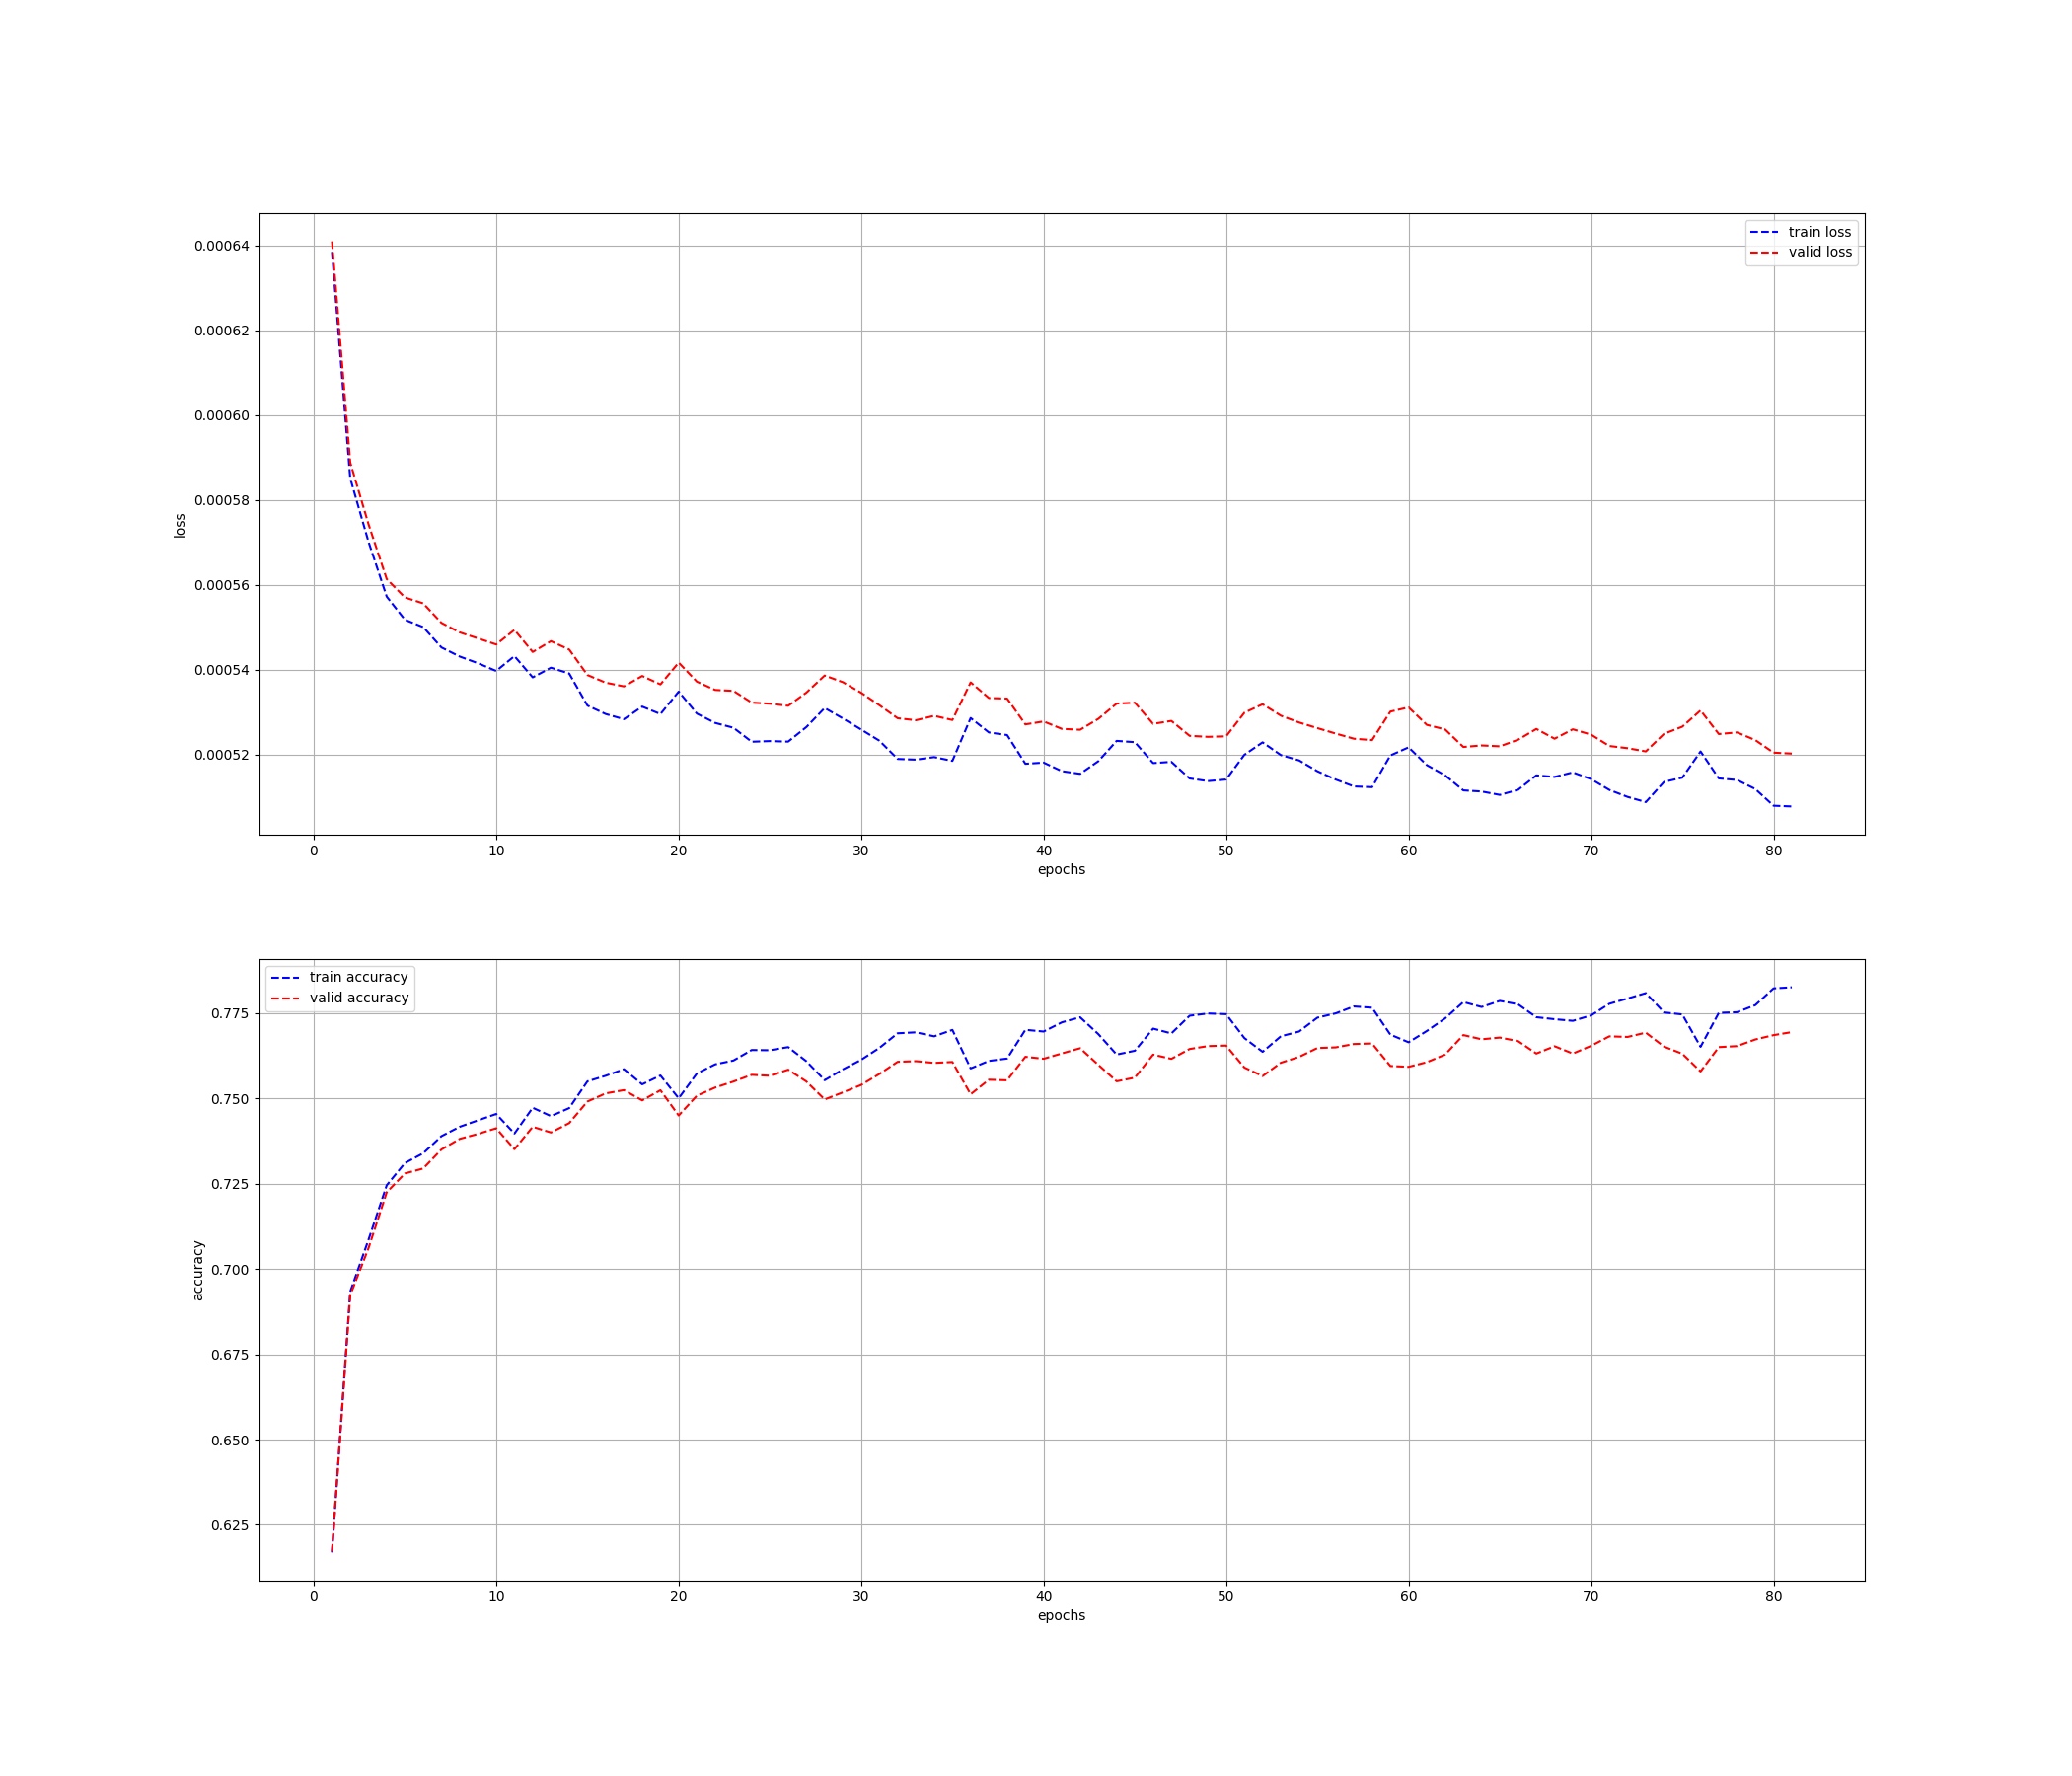 train loss
valid loss
0.00064
0.00062
0.00060
0.00058
0.00056
0.00054
0.00052
loss
0 10 20 30 40 50 60 70 80
epochs
train accuracy
valid accuracy
0.775
0.750
0.725
0.700
0.675
0.650
0.625
accuracy
0 10 20 30 40 50 60 70 80
epochs